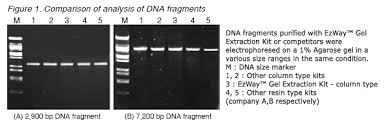 Figure 1. Comparison of analysis of DNA fragments
M 1 2 3 4 5
M 1 2 3 4 5
(A) 2,900 bp DNA fragment
(B) 7,200 bp DNA fragment
DNA fragments purified with EzWay™ Gel
Extraction Kit or competitors were
electrophoresed on a 1% Agarose gel in a
various size ranges in the same condition.
M : DNA size marker
1, 2 : Other column type kits
3 : EzWay™ Gel Extraction Kit - column type
4, 5 : Other resin type kits
(company A,B respectively)